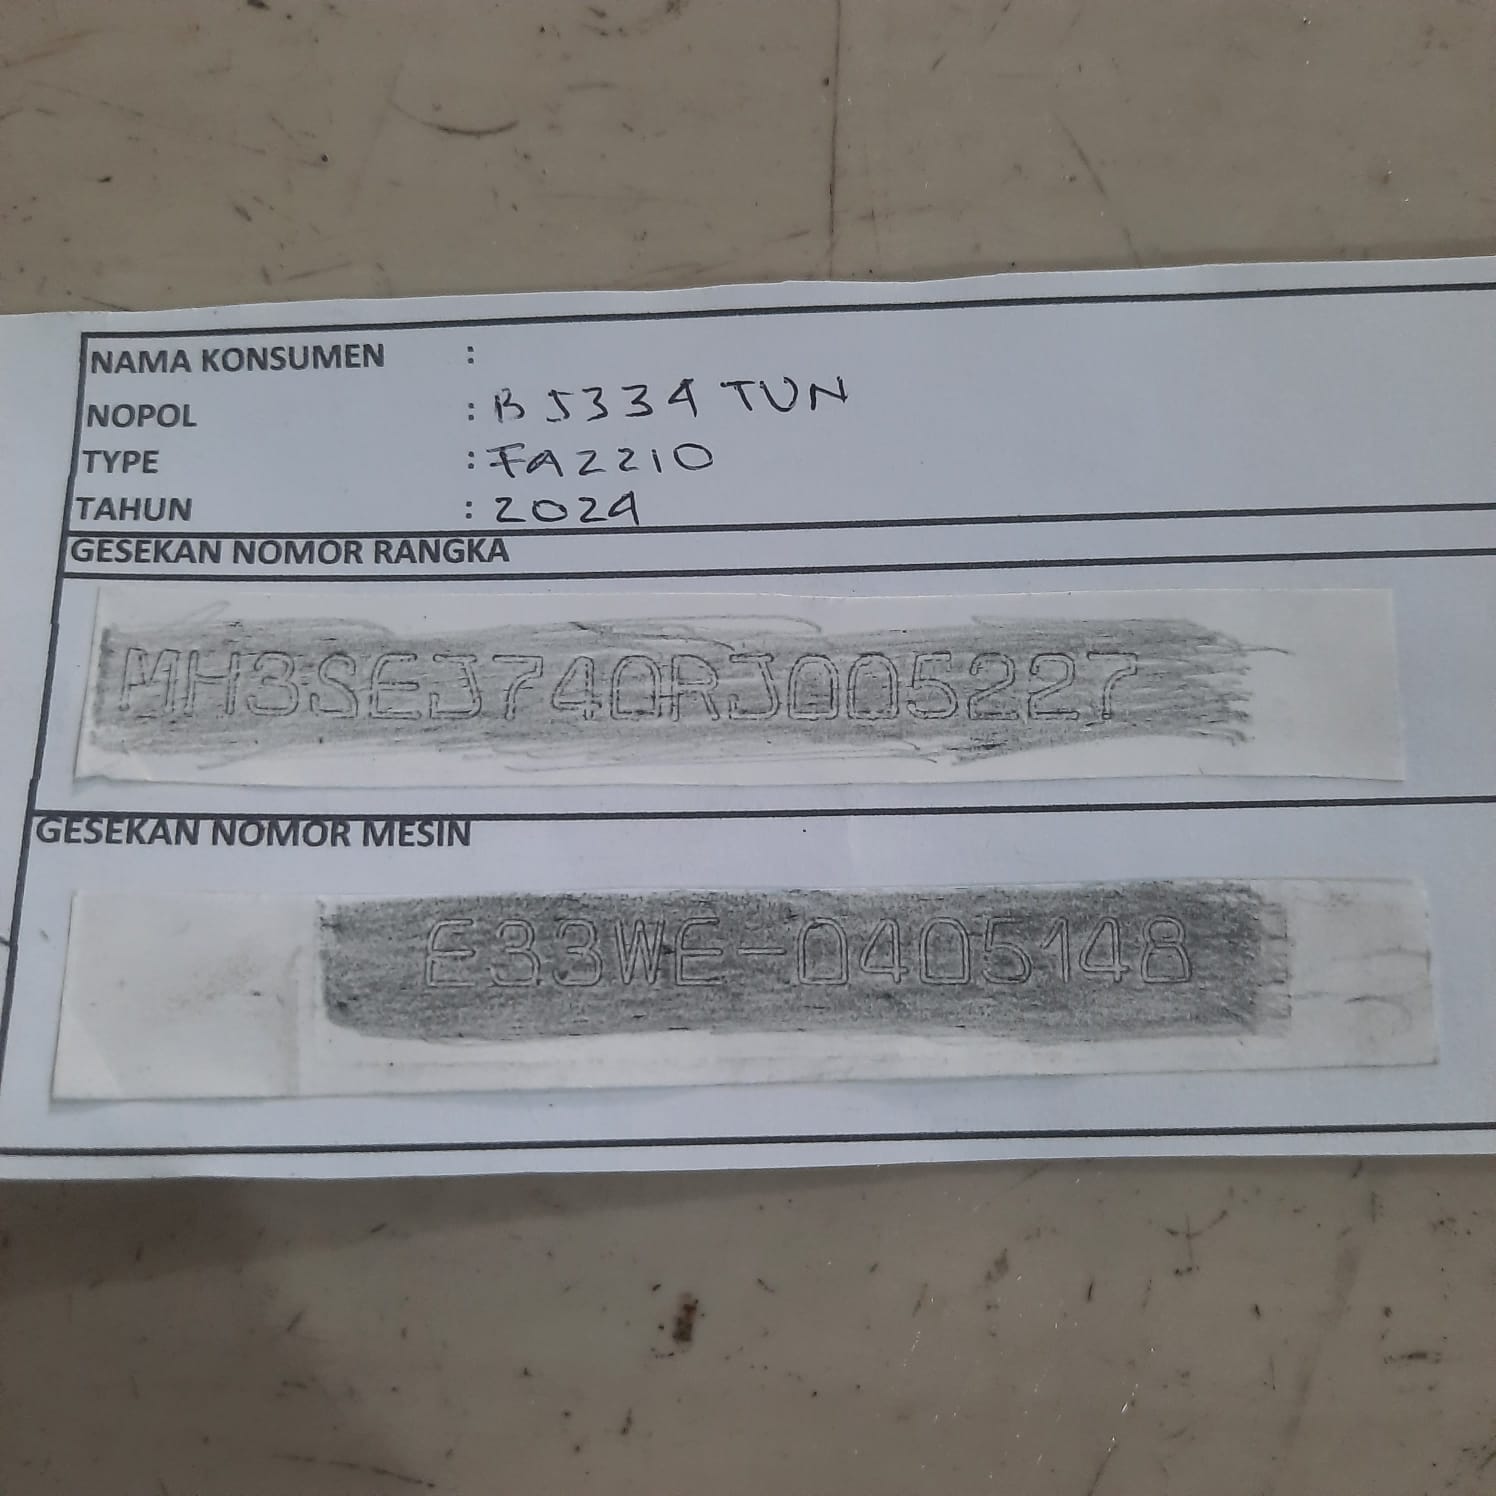 NAMA KONSUMEN :
NOPOL : B 5334 TUN
TYPE : FAZZIO
TAHUN : 2024
GESEKAN NOMOR RANGKA
MH3SEJ740RJ005227
GESEKAN NOMOR MESIN
E33WE-0405148